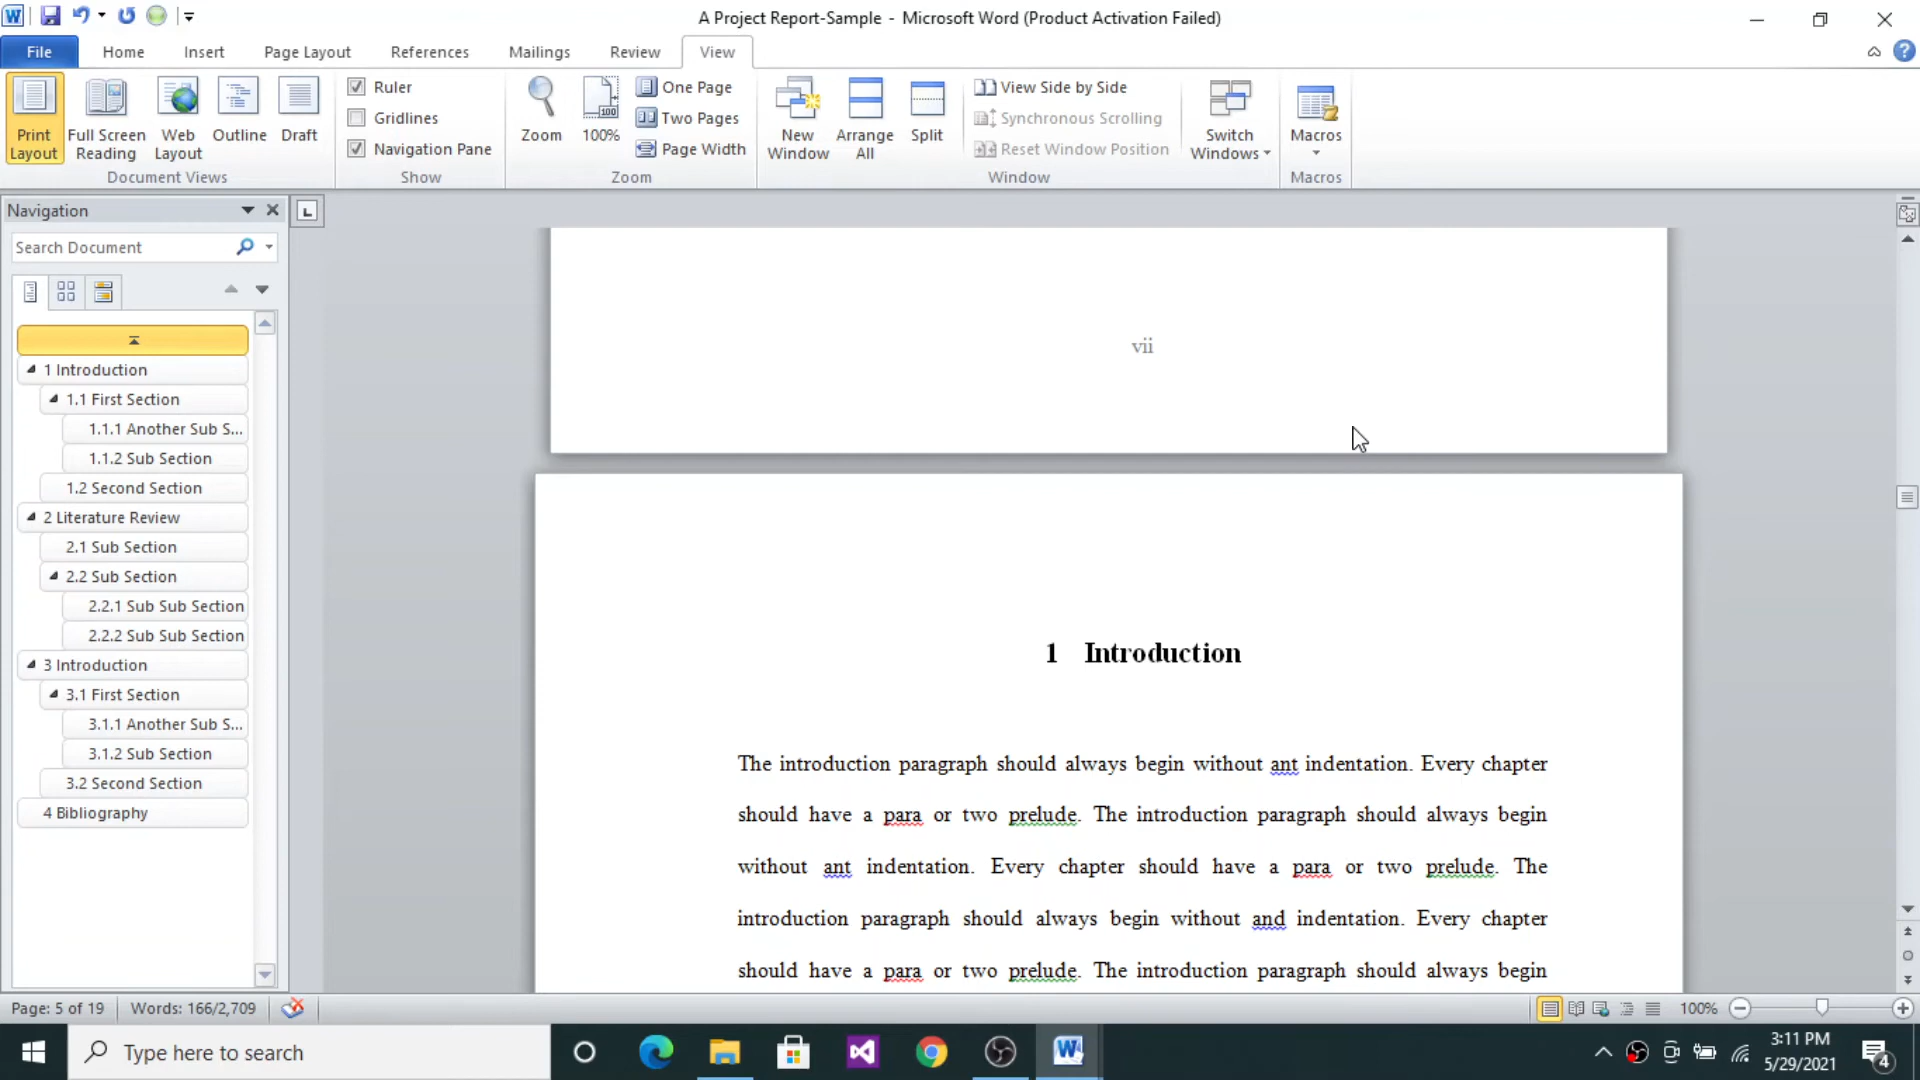 A Project Report-Sample - Microsoft Word (Product Activation Failed)
File Home Insert Page Layout References Mailings Review View
Print Layout
Full Screen Reading
Web Layout
Outline
Draft
Document Views
Ruler
Gridlines
Navigation Pane
Show
Zoom
100%
One Page
Two Pages
Page Width
Zoom
New Window
Arrange All
Split
View Side by Side
Synchronous Scrolling
Reset Window Position
Switch Windows
Window
Macros
Macros
Navigation
Search Document
1 Introduction
1.1 First Section
1.1.1 Another Sub S...
1.1.2 Sub Section
1.2 Second Section
2 Literature Review
2.1 Sub Section
2.2 Sub Section
2.2.1 Sub Sub Section
2.2.2 Sub Sub Section
3 Introduction
3.1 First Section
3.1.1 Another Sub S...
3.1.2 Sub Section
3.2 Second Section
4 Bibliography
vii
1 Introduction
The introduction paragraph should always begin without ant indentation. Every chapter
should have a para or two prelude. The introduction paragraph should always begin
without ant indentation. Every chapter should have a para or two prelude. The
introduction paragraph should always begin without and indentation. Every chapter
should have a para or two prelude. The introduction paragraph should always begin
Page: 5 of 19 Words: 166/2,709 100%
Type here to search
3:11 PM
5/29/2021
4